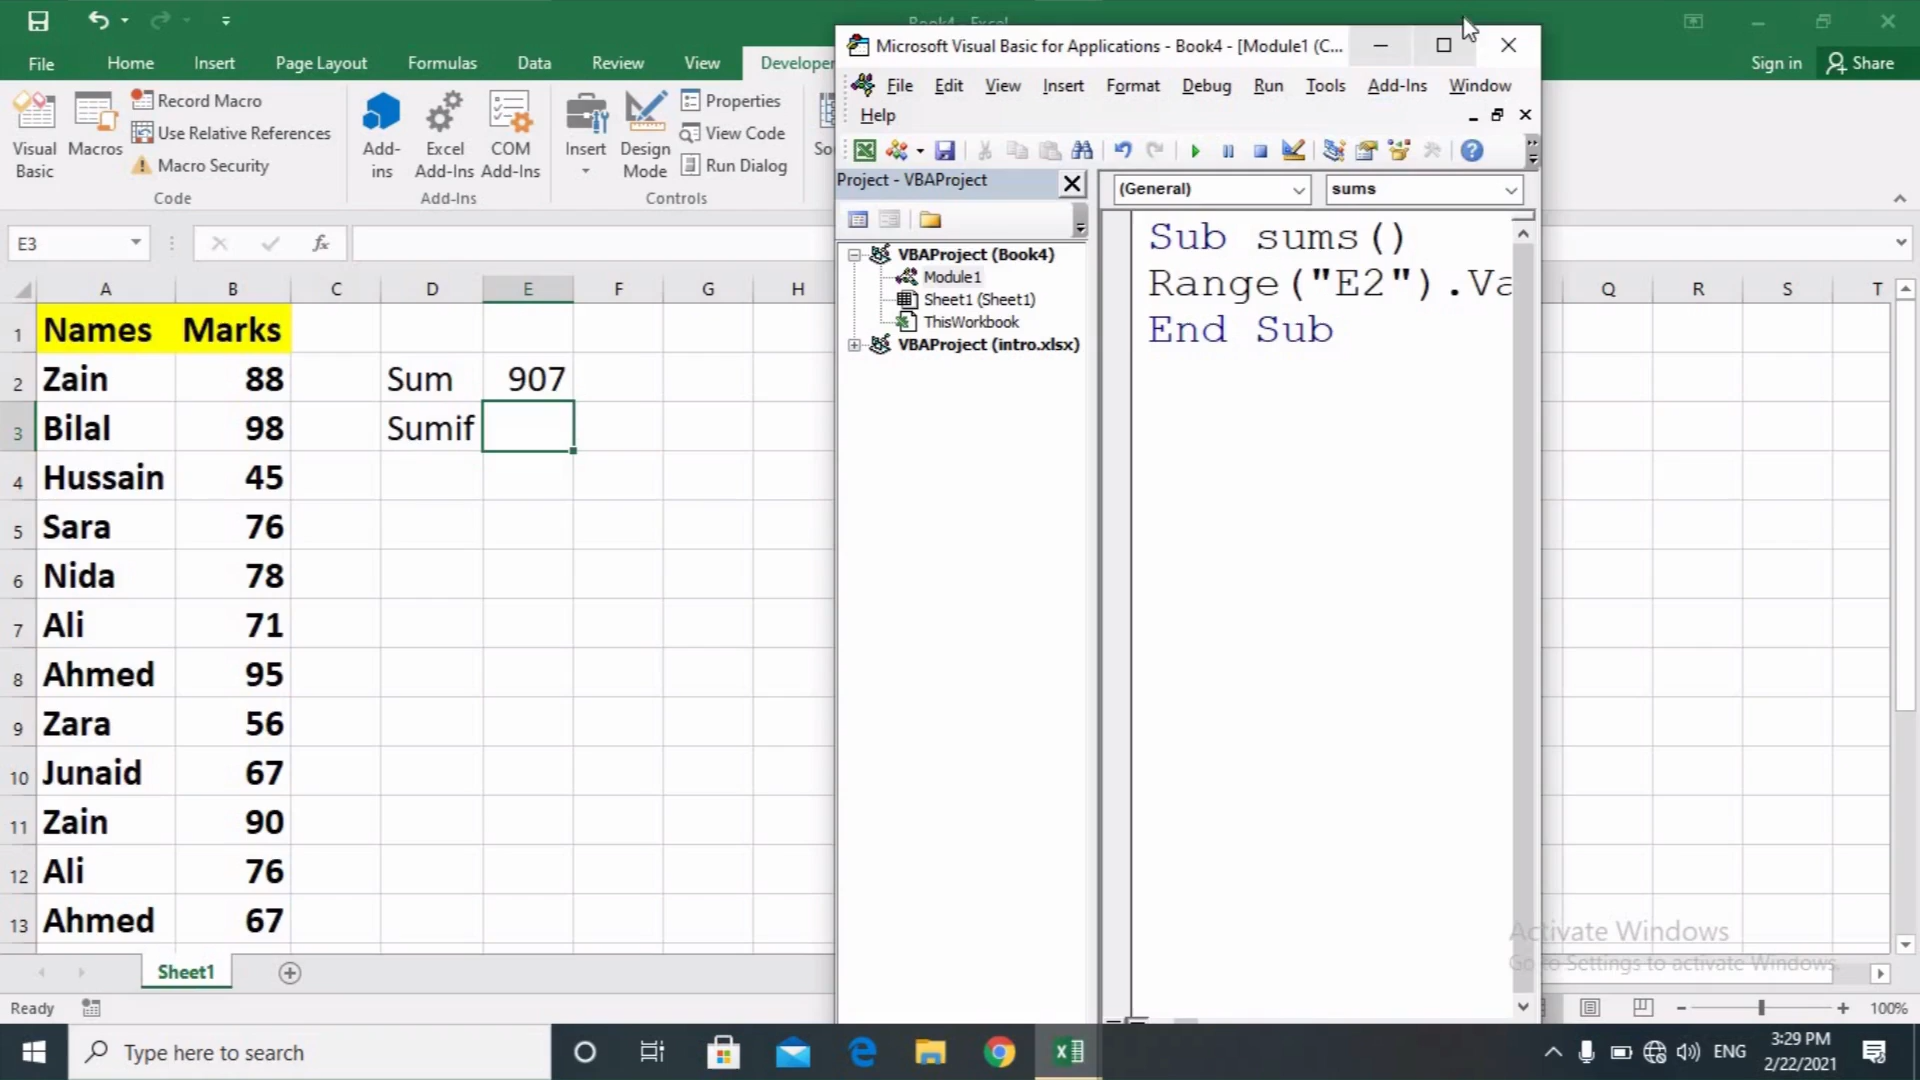 Book4 - Excel
File Home Insert Page Layout Formulas Data Review View Developer
Sign in Share
Visual Basic
Macros
Record Macro
Use Relative References
Macro Security
Code
Add-ins
Excel Add-Ins
COM Add-Ins
Add-Ins
Insert
Design Mode
Properties
View Code
Run Dialog
Controls
E3
fx
A B C D E F G H Q R S T
1 Names Marks
2 Zain 88 Sum 907
3 Bilal 98 Sumif
4 Hussain 45
5 Sara 76
6 Nida 78
7 Ali 71
8 Ahmed 95
9 Zara 56
10 Junaid 67
11 Zain 90
12 Ali 76
13 Ahmed 67
Sheet1
Ready
100%
Microsoft Visual Basic for Applications - Book4 - [Module1 (C...
File Edit View Insert Format Debug Run Tools Add-Ins Window
Help
Project - VBAProject
VBAProject (Book4)
Module1
Sheet1 (Sheet1)
ThisWorkbook
VBAProject (intro.xlsx)
(General) sums
Sub sums()
Range("E2").Va
End Sub
Activate Windows
Go to Settings to activate Windows.
Type here to search
ENG
3:29 PM
2/22/2021